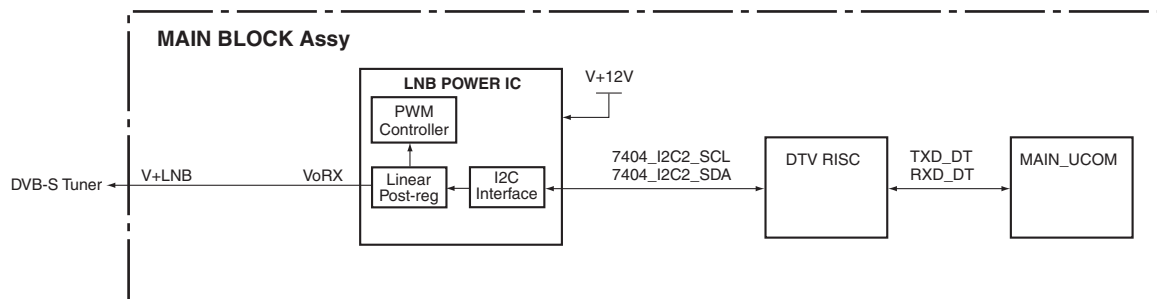 MAIN BLOCK Assy
LNB POWER IC
V+12V
PWM
Controller
7404_I2C2_SCL
7404_I2C2_SDA
DTV RISC
TXD_DT
RXD_DT
MAIN_UCOM
DVB-S Tuner
V+LNB
VoRX
Linear
Post-reg
I2C
Interface